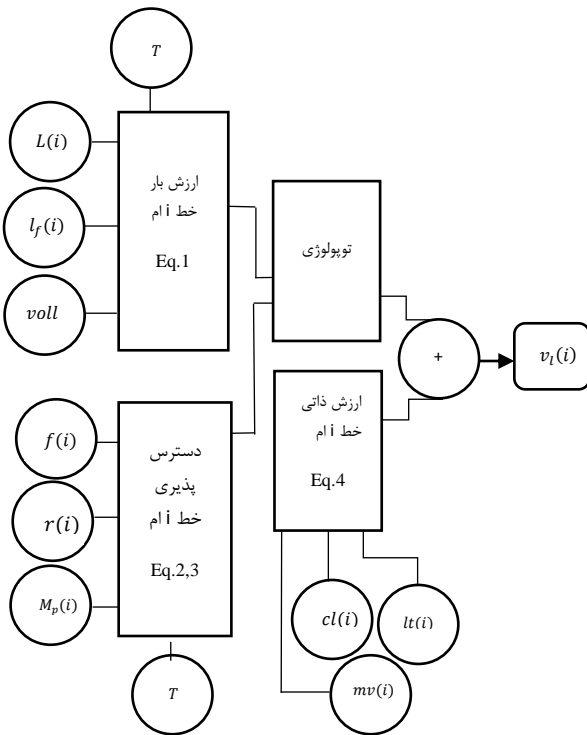 T
L(i)
l_f(i)
voll
ارزش بار
خط i ام
Eq.1
توپولوژی
+
v_l(i)
f(i)
r(i)
M_p(i)
دسترس
پذیری
خط i ام
Eq.2,3
ارزش ذاتی
خط i ام
Eq.4
cl(i)
lt(i)
mv(i)
T